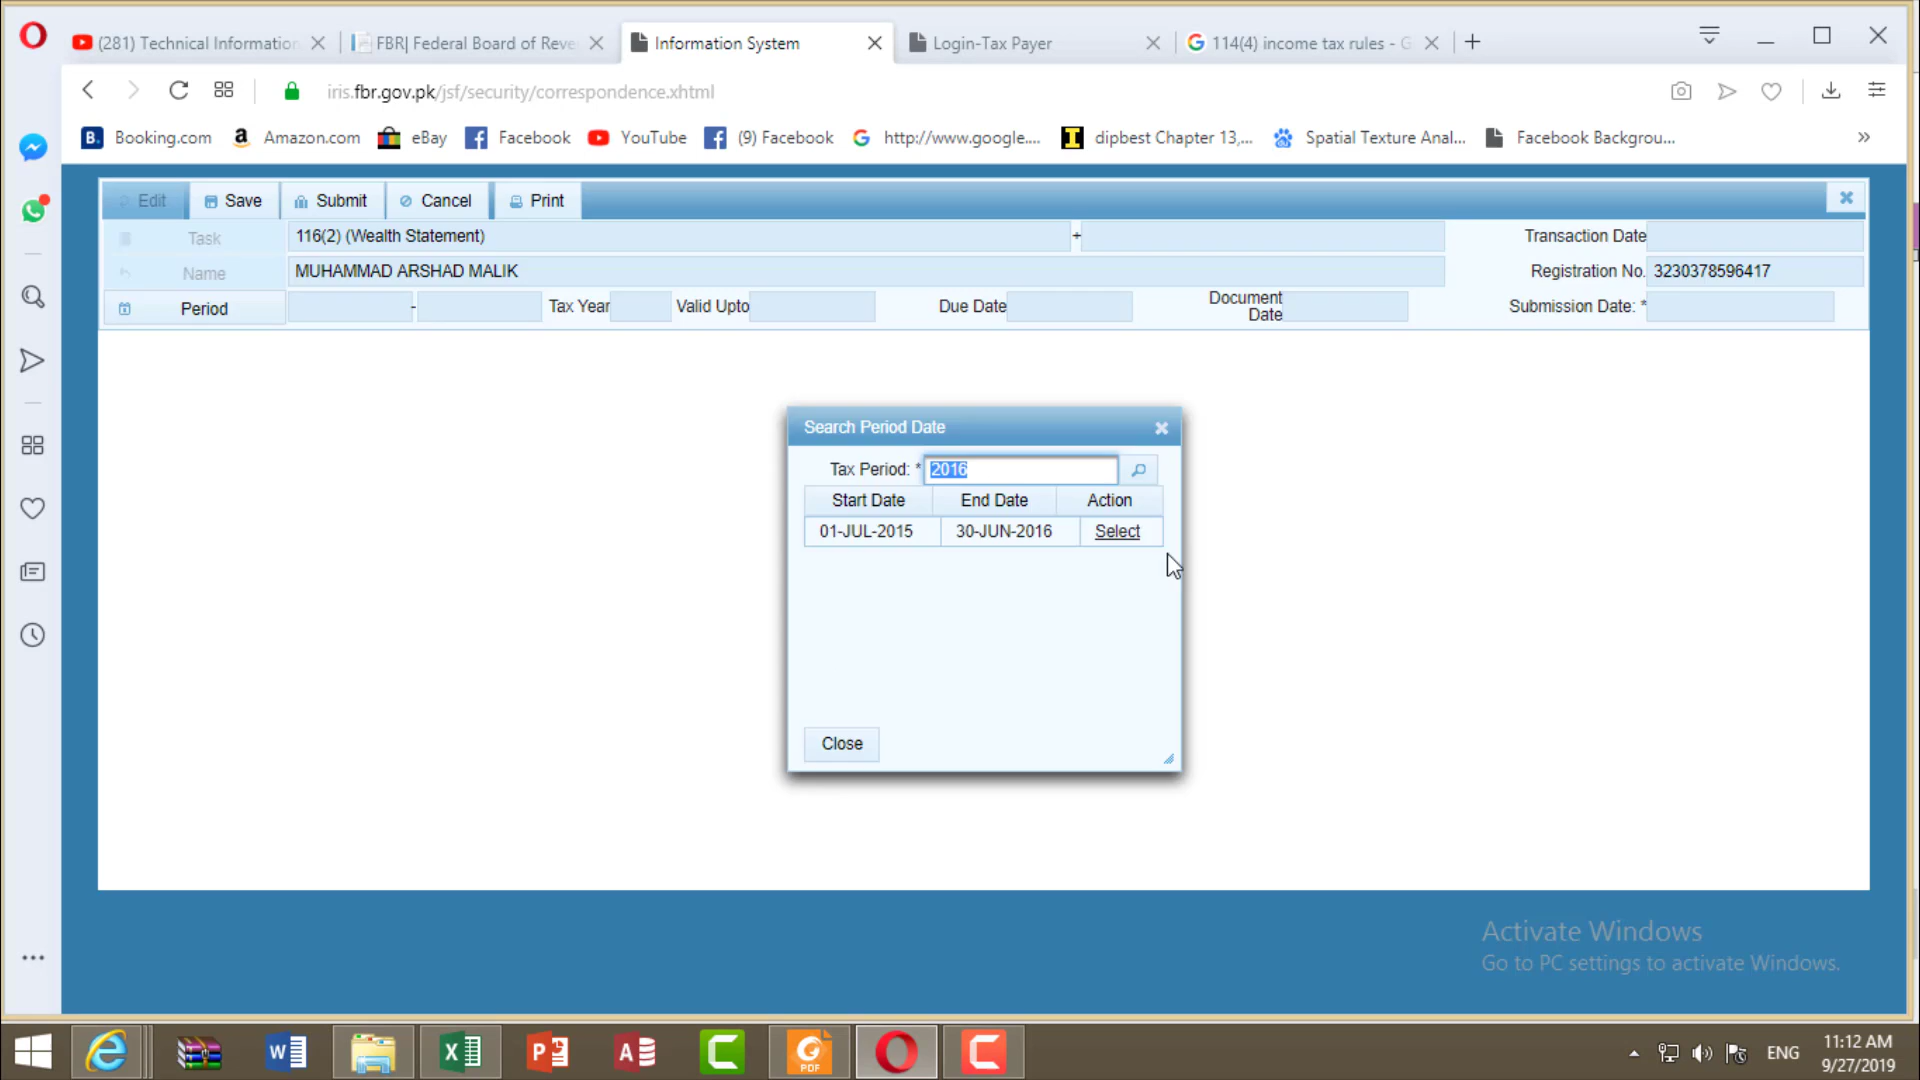 (281) Technical Information
FBR| Federal Board of Reve
Information System
Login-Tax Payer
114(4) income tax rules - G
iris.fbr.gov.pk/jsf/security/correspondence.xhtml
Booking.com
Amazon.com
eBay
Facebook
YouTube
(9) Facebook
http://www.google....
dipbest Chapter 13,...
Spatial Texture Anal...
Facebook Backgrou...
Edit
Save
Submit
Cancel
Print
Task
116(2) (Wealth Statement)
+
Transaction Date
Name
MUHAMMAD ARSHAD MALIK
Registration No.
3230378596417
Period
-
Tax Year
Valid Upto
Due Date
Document
Date
Submission Date: *
Search Period Date
Tax Period: *
2016
Start Date
End Date
Action
01-JUL-2015
30-JUN-2016
Select
Close
Activate Windows
Go to PC settings to activate Windows.
PDF
ENG
11:12 AM
9/27/2019